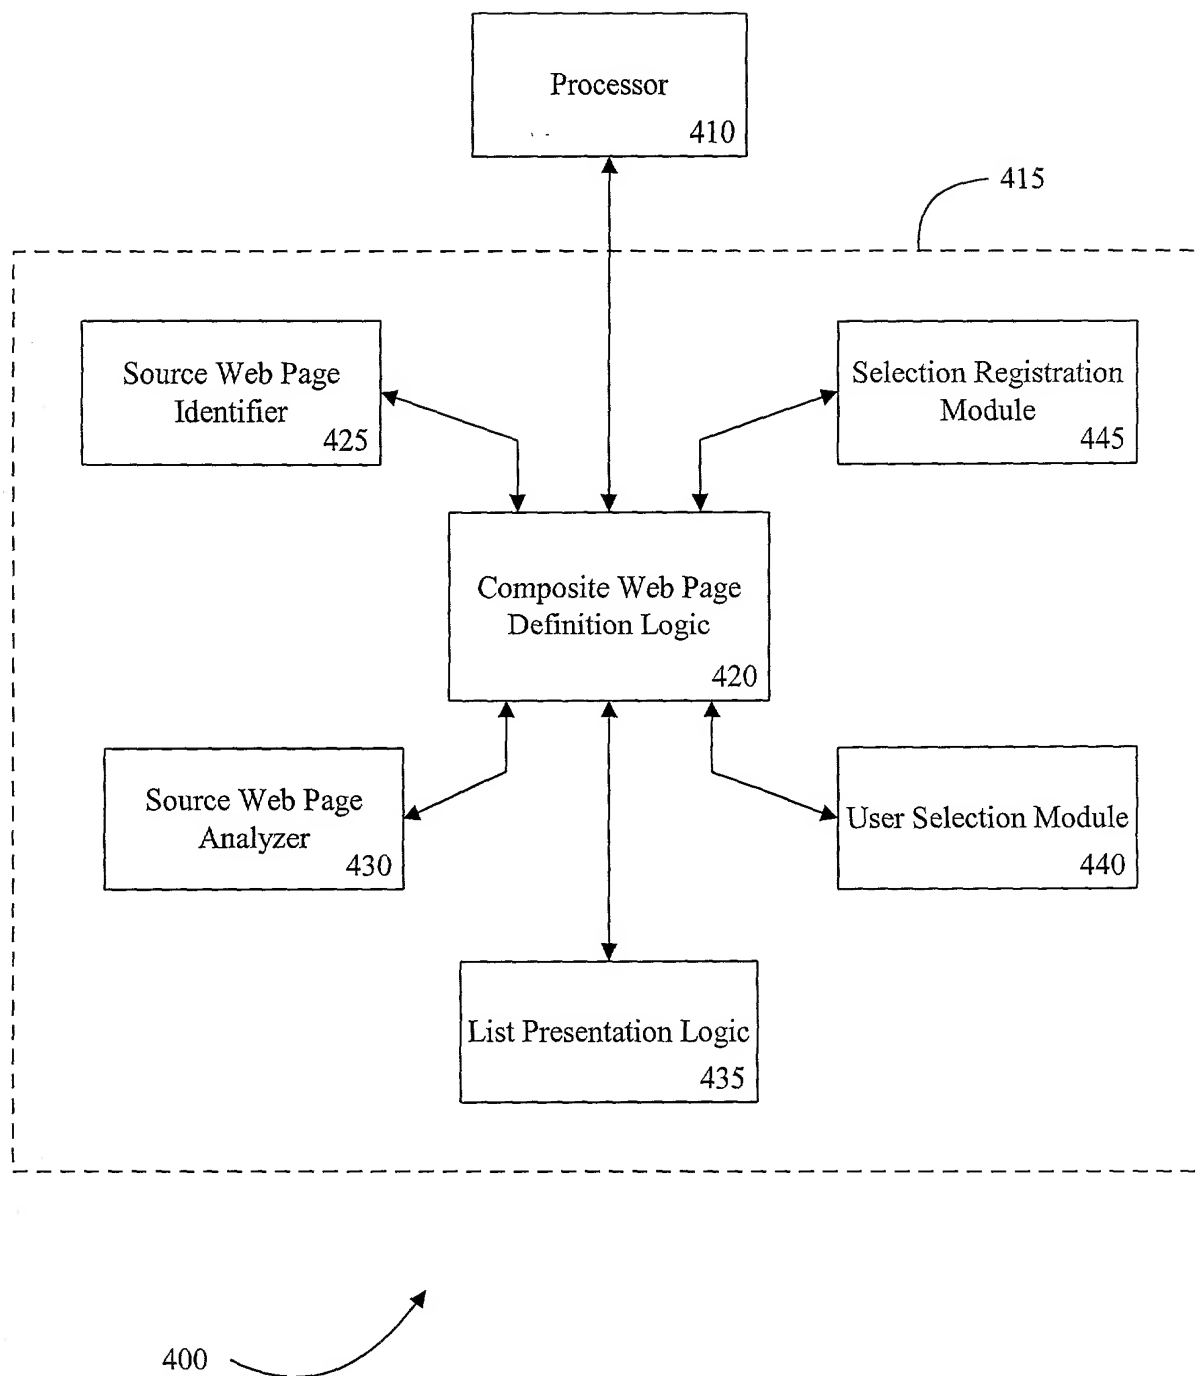 Processor
410
415
Source Web Page
Identifier
425
Selection Registration
Module
445
Composite Web Page
Definition Logic
420
Source Web Page
Analyzer
430
User Selection Module
440
List Presentation Logic
435
400